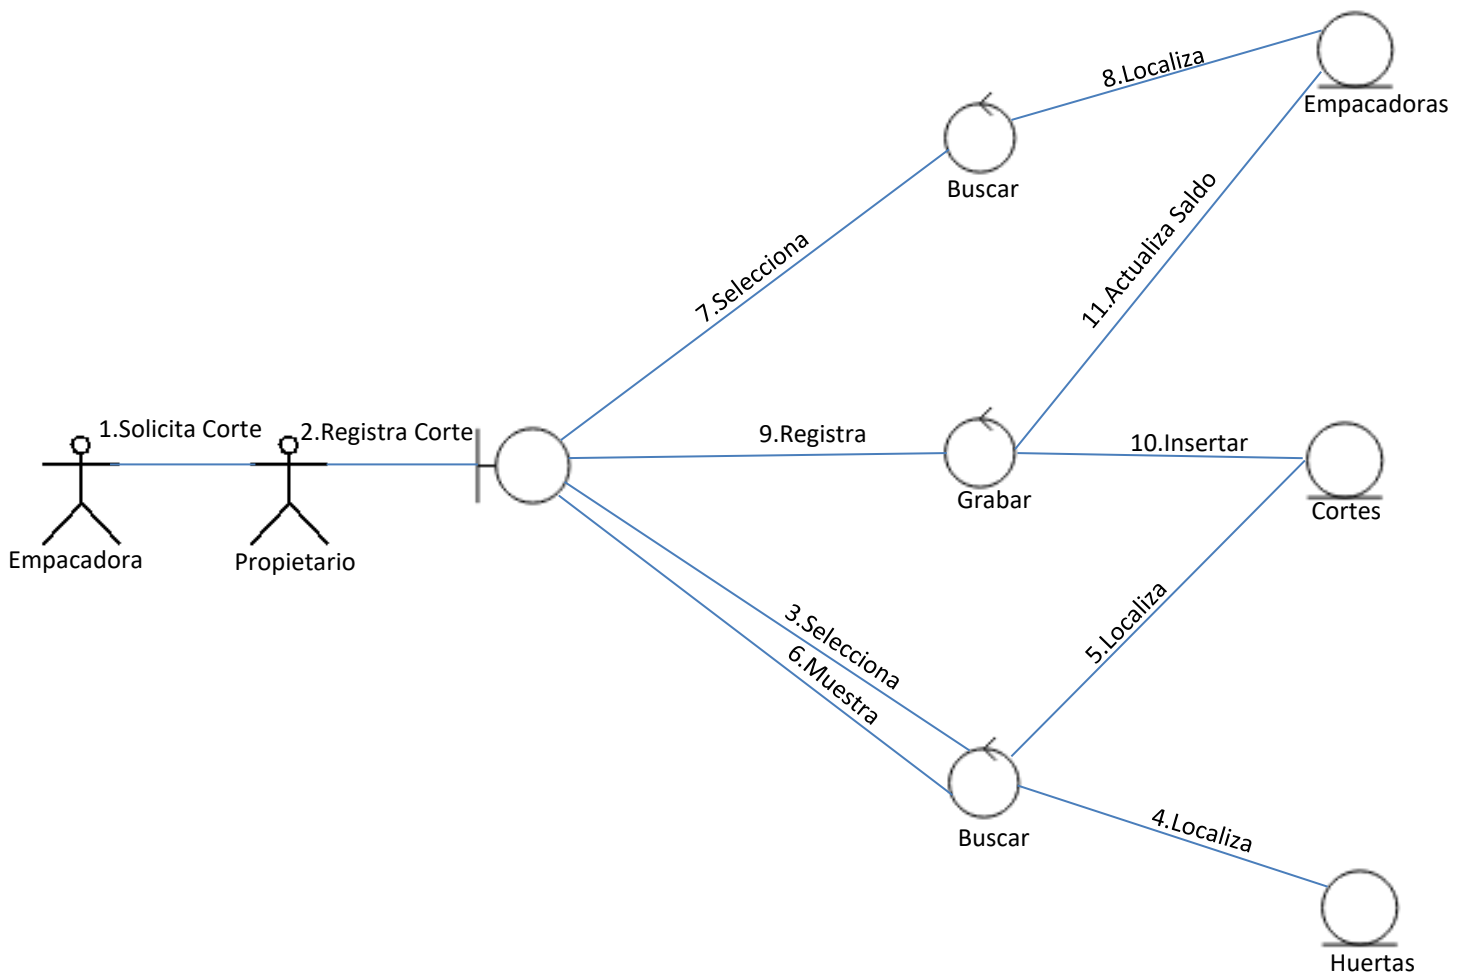 8.Localiza
Empacadoras
Buscar
7.Selecciona
11.Actualiza Saldo
1.Solicita Corte
2.Registra Corte
9.Registra
10.Insertar
Grabar
Cortes
Empacadora
Propietario
3.Selecciona
6.Muestra
5.Localiza
Buscar
4.Localiza
Huertas